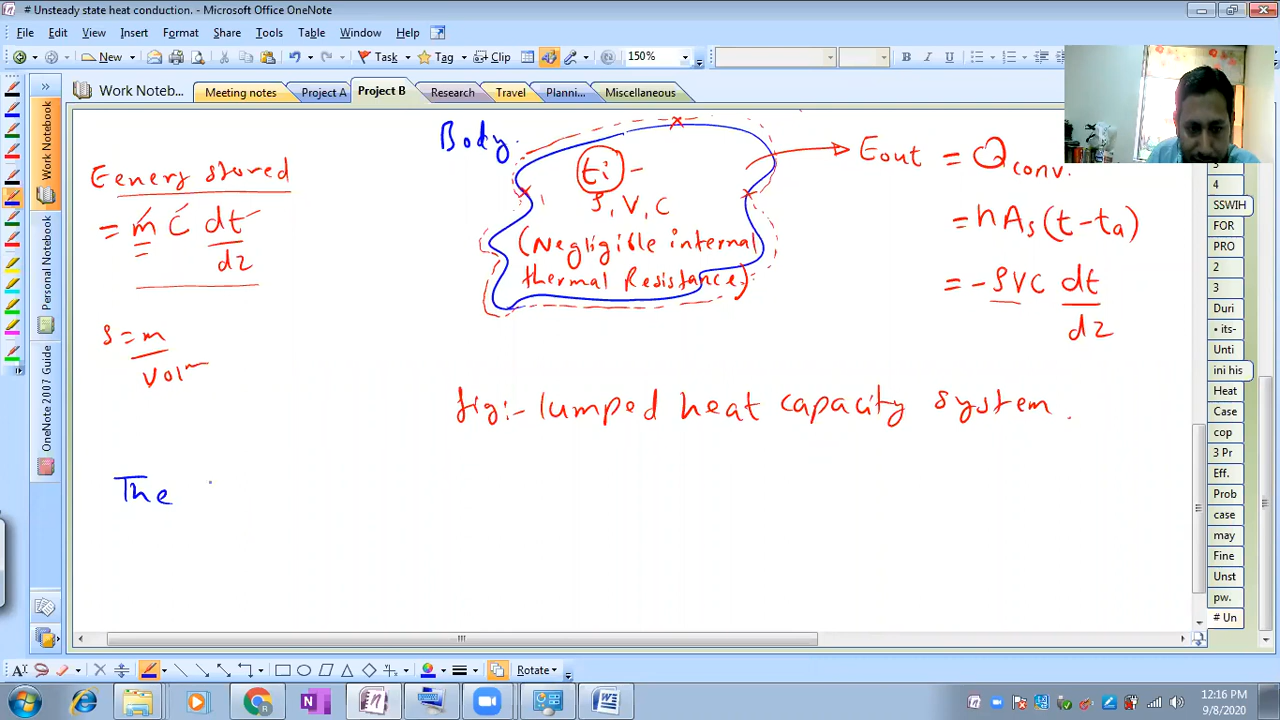 # Unsteady state heat conduction. - Microsoft Office OneNote
File Edit View Insert Format Share Tools Table Window Help
New Task Tag Clip 150% B I U
Work Noteb... Meeting notes Project A Project B Research Travel Planni... Miscellaneous
Work Notebook
Personal Notebook
OneNote 2007 Guide
Body
ti
ρ, V, C
(Negligible internal
thermal Resistance)
Eout = Qconv.
= hAs(t-ta)
= -ρVC dt/dz
Eenery stored
= m C dt/dz
ρ = m/Volm
fig:- lumped heat capacity system.
The
3
4
SSWIH
FOR
PRO
2
3
Duri
• its-
Unti
ini his
Heat
Case
cop
3 Pr
Eff.
Prob
case
may
Fine
Unst
pw.
# Un
Rotate
W
12:16 PM
9/8/2020